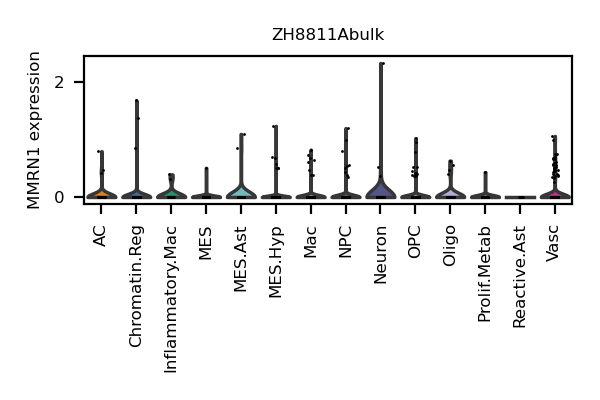 ZH8811Abulk
MMRN1 expression
2
0
AC
Chromatin.Reg
Inflammatory.Mac
MES
MES.Ast
MES.Hyp
Mac
NPC
Neuron
OPC
Oligo
Prolif.Metab
Reactive.Ast
Vasc